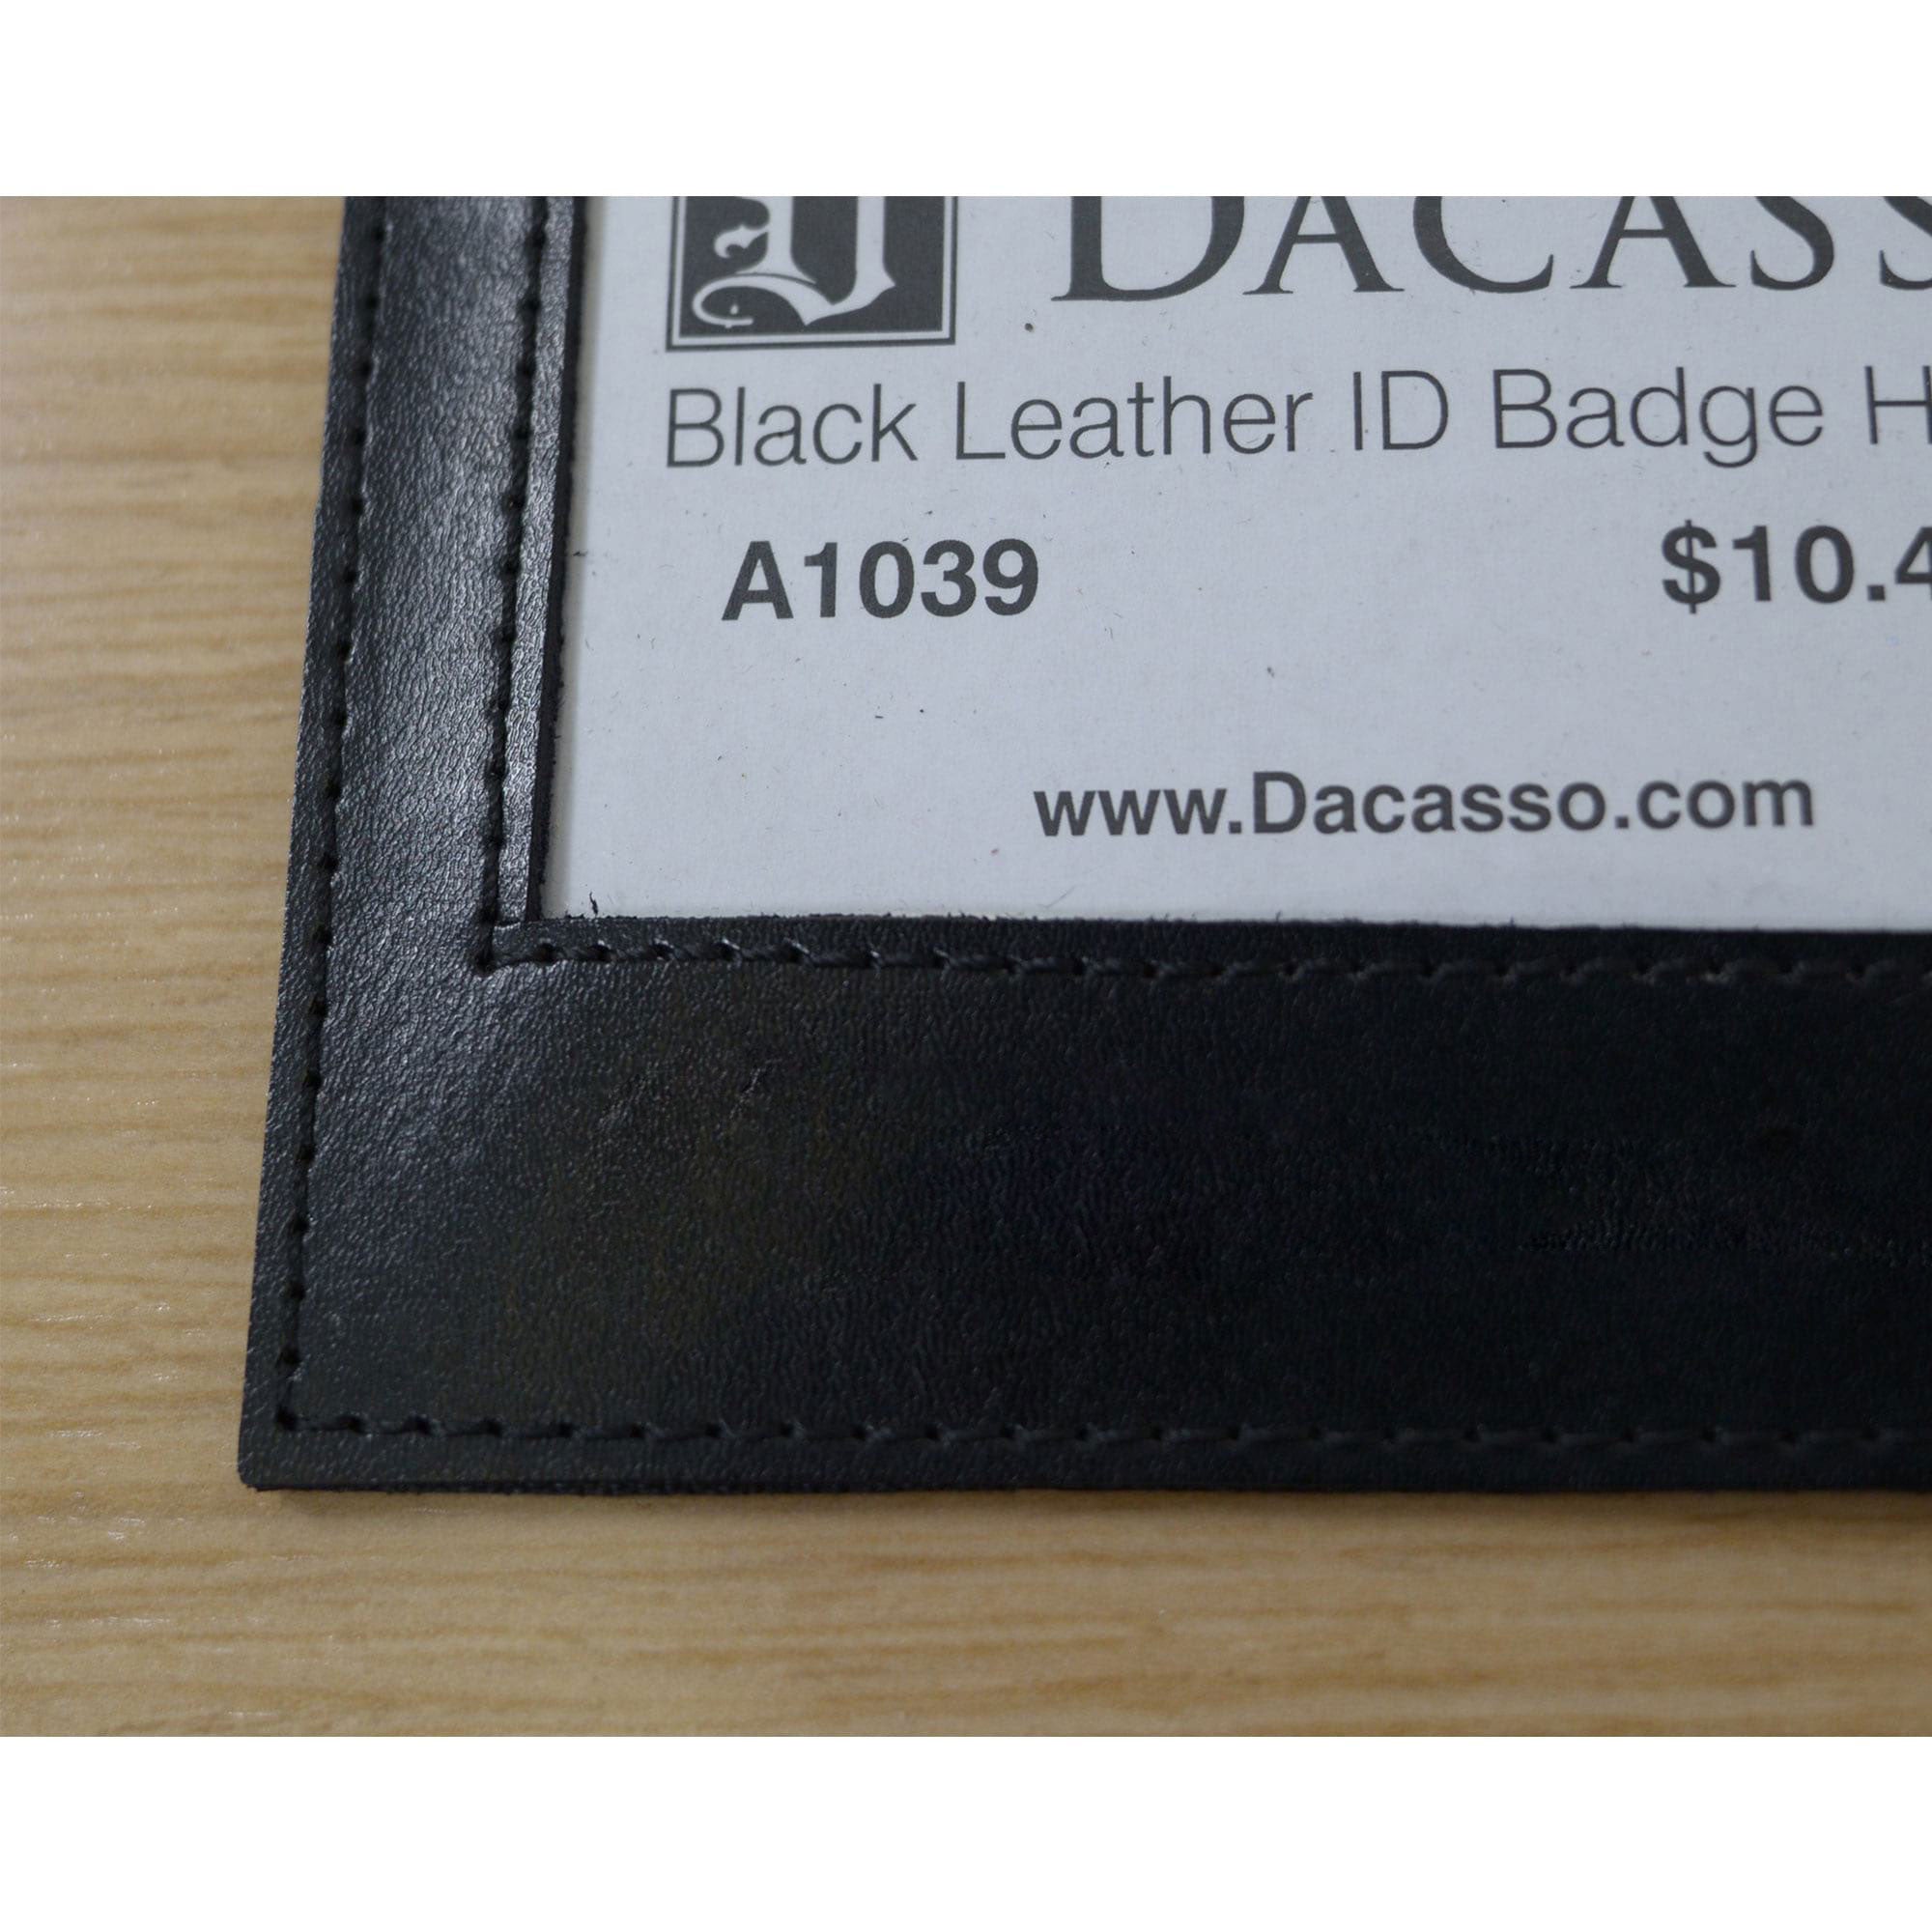 DACASS
Black Leather ID Badge H
A1039 $10.4
www.Dacasso.com